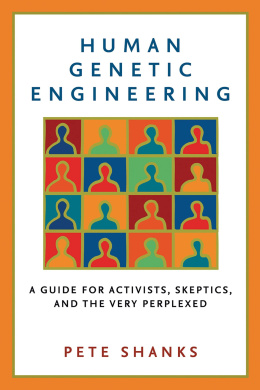 HUMAN
GENETIC
ENGINEERING
A GUIDE FOR ACTIVISTS, SKEPTICS,
AND THE VERY PERPLEXED
PETE SHANKS